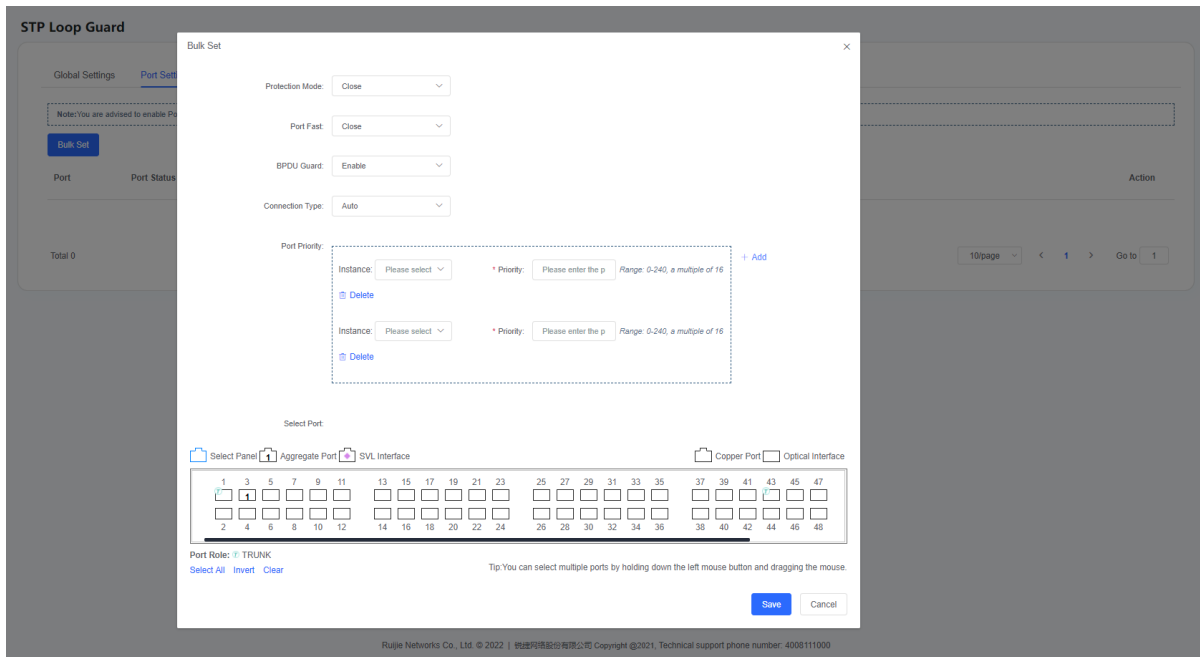 STP Loop Guard
Bulk Set
Global Settings
Port Sett
Protection Mode: Close
Note:You are advised to enable Po
Port Fast: Close
Bulk Set
BPDU Guard: Enable
Port
Port Status
Action
Connection Type: Auto
Port Priority:
Total 0
+ Add
10/page < 1 > Go to 1
Instance: Please select * Priority: Please enter the p Range: 0-240, a multiple of 16
Delete
Instance: Please select * Priority: Please enter the p Range: 0-240, a multiple of 16
Delete
Select Port:
Select Panel 1 Aggregate Port SVL Interface Copper Port Optical Interface
1 3 5 7 9 11 13 15 17 19 21 23 25 27 29 31 33 35 37 39 41 43 45 47
T 1 T
2 4 6 8 10 12 14 16 18 20 22 24 26 28 30 32 34 36 38 40 42 44 46 48
Port Role: T TRUNK
Select All Invert Clear
Tip:You can select multiple ports by holding down the left mouse button and dragging the mouse.
Save Cancel
Ruijie Networks Co., Ltd. © 2022 | 锐捷网络股份有限公司 Copyright @2021, Technical support phone number: 4008111000